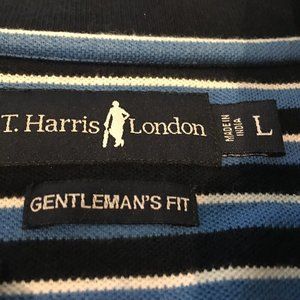 T. Harris London
MADE IN
INDIA
L
GENTLEMAN'S FIT